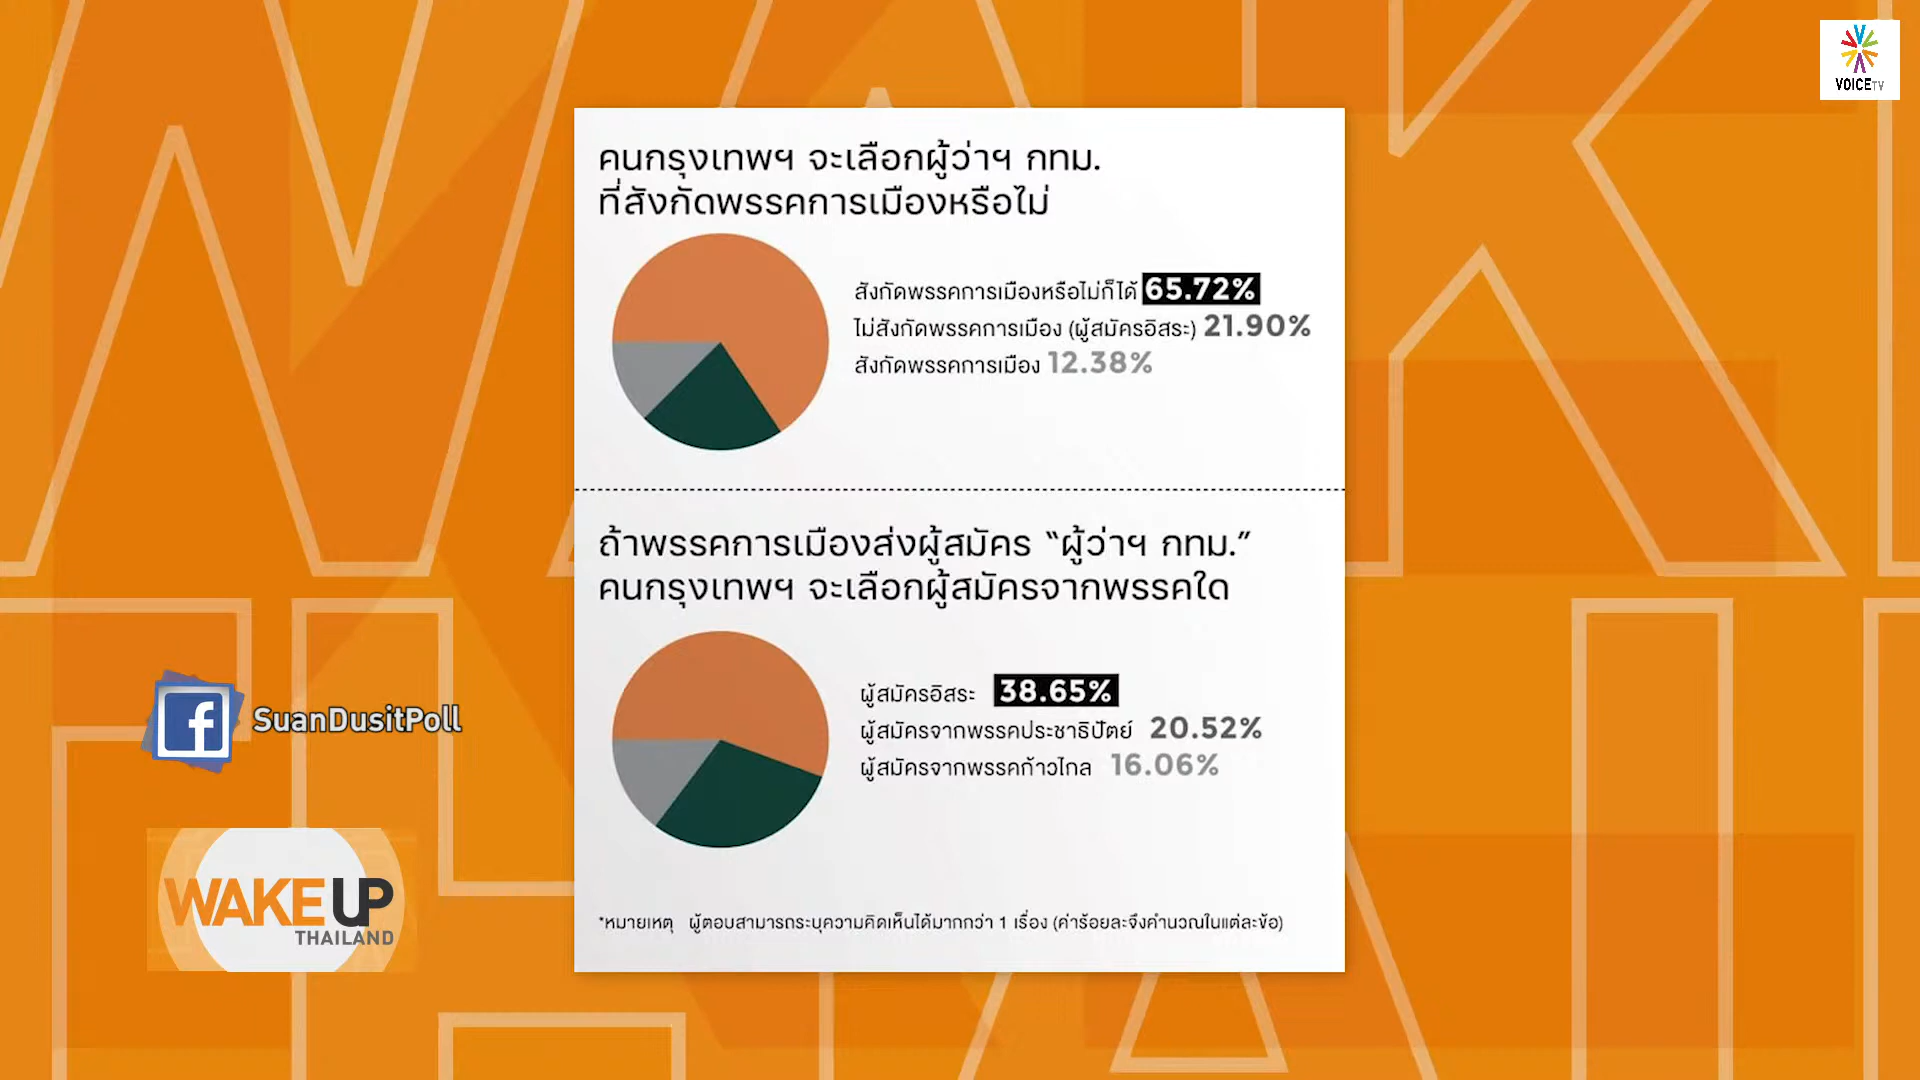 VOICETV
คนกรุงเทพฯ จะเลือกผู้ว่าฯ กทม.
ที่สังกัดพรรคการเมืองหรือไม่
สังกัดพรรคการเมืองหรือไม่ก็ได้ 65.72%
ไม่สังกัดพรรคการเมือง (ผู้สมัครอิสระ) 21.90%
สังกัดพรรคการเมือง 12.38%
ถ้าพรรคการเมืองส่งผู้สมัคร “ผู้ว่าฯ กทม.”
คนกรุงเทพฯ จะเลือกผู้สมัครจากพรรคใด
ผู้สมัครอิสระ 38.65%
ผู้สมัครจากพรรคประชาธิปัตย์ 20.52%
ผู้สมัครจากพรรคก้าวไกล 16.06%
*หมายเหตุ ผู้ตอบสามารถระบุความคิดเห็นได้มากกว่า 1 เรื่อง (ค่าร้อยละจึงคำนวณในแต่ละข้อ)
f SuanDusitPoll
WAKE UP
THAILAND